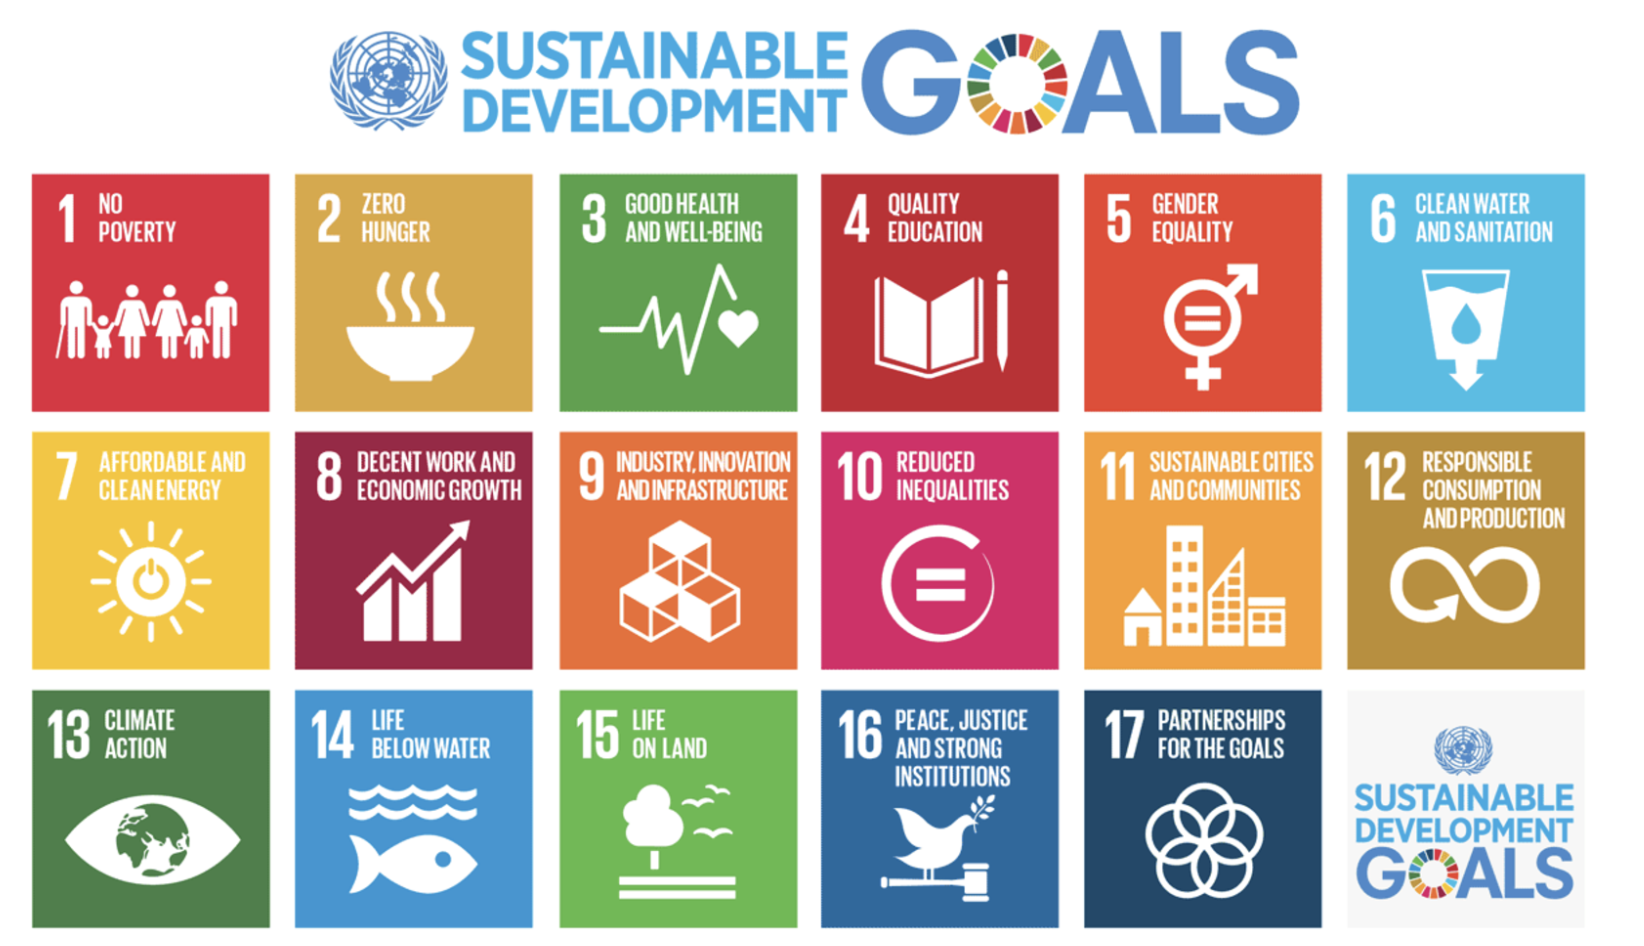 SUSTAINABLE
DEVELOPMENT
GOALS
1 NO
POVERTY
2 ZERO
HUNGER
3 GOOD HEALTH
AND WELL-BEING
4 QUALITY
EDUCATION
5 GENDER
EQUALITY
6 CLEAN WATER
AND SANITATION
7 AFFORDABLE AND
CLEAN ENERGY
8 DECENT WORK AND
ECONOMIC GROWTH
9 INDUSTRY, INNOVATION
AND INFRASTRUCTURE
10 REDUCED
INEQUALITIES
11 SUSTAINABLE CITIES
AND COMMUNITIES
12 RESPONSIBLE
CONSUMPTION
AND PRODUCTION
13 CLIMATE
ACTION
14 LIFE
BELOW WATER
15 LIFE
ON LAND
16 PEACE, JUSTICE
AND STRONG
INSTITUTIONS
17 PARTNERSHIPS
FOR THE GOALS
SUSTAINABLE
DEVELOPMENT
GOALS